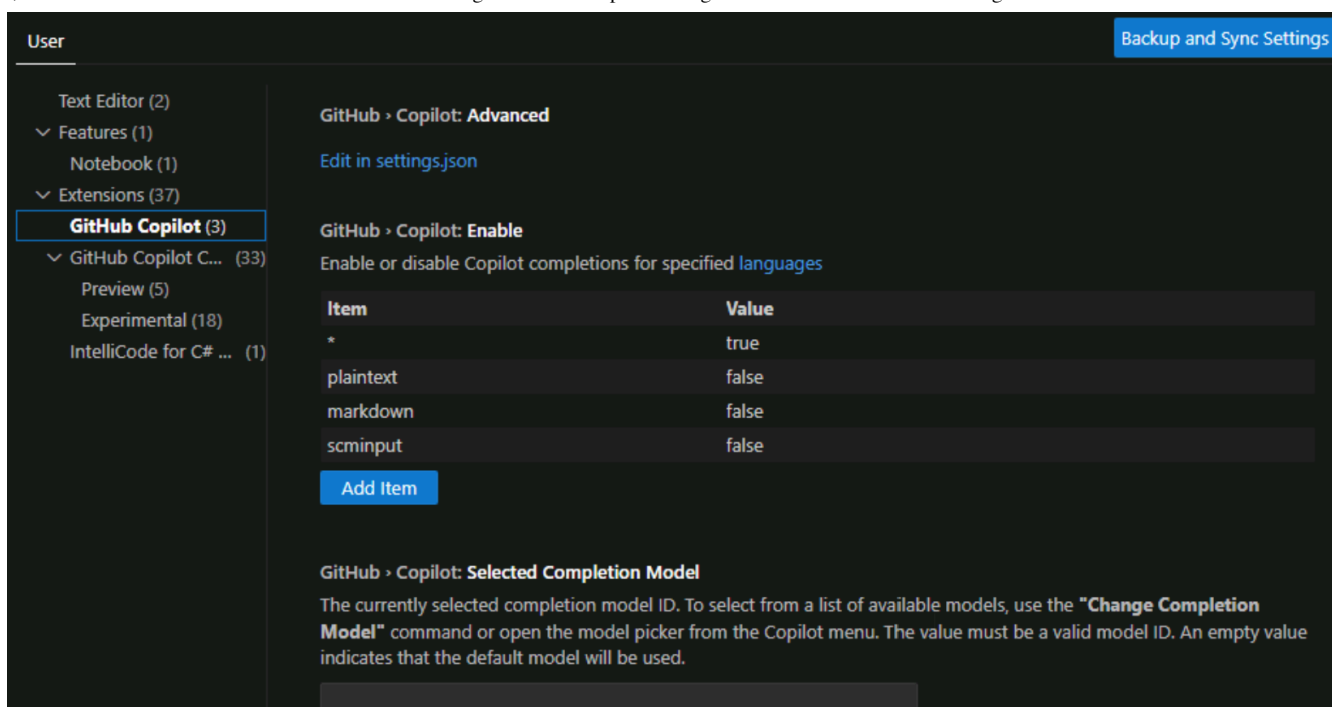 User
Backup and Sync Settings
Text Editor (2)
Features (1)
Notebook (1)
Extensions (37)
GitHub Copilot (3)
GitHub Copilot C... (33)
Preview (5)
Experimental (18)
IntelliCode for C# ... (1)
GitHub › Copilot: Advanced
Edit in settings.json
GitHub › Copilot: Enable
Enable or disable Copilot completions for specified languages
Item Value
* true
plaintext false
markdown false
scminput false
Add Item
GitHub › Copilot: Selected Completion Model
The currently selected completion model ID. To select from a list of available models, use the "Change Completion
Model" command or open the model picker from the Copilot menu. The value must be a valid model ID. An empty value
indicates that the default model will be used.